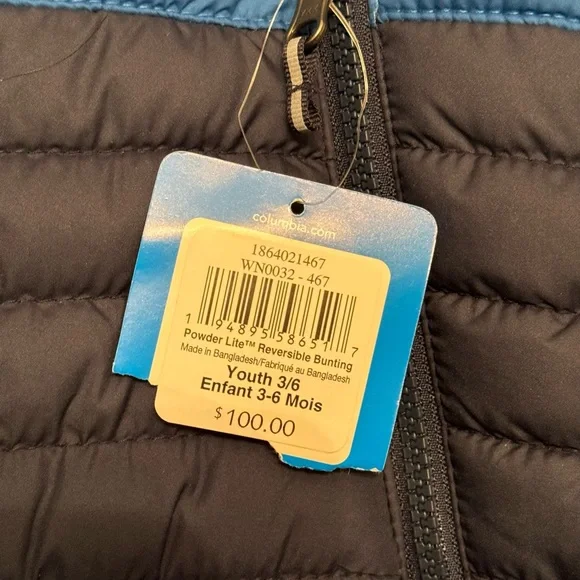 columbia.com
1864021467
WN0032 - 467
1 94895 58651 7
Powder Lite™ Reversible Bunting
Made in Bangladesh/Fabriqué au Bangladesh
Youth 3/6
Enfant 3-6 Mois
$100.00